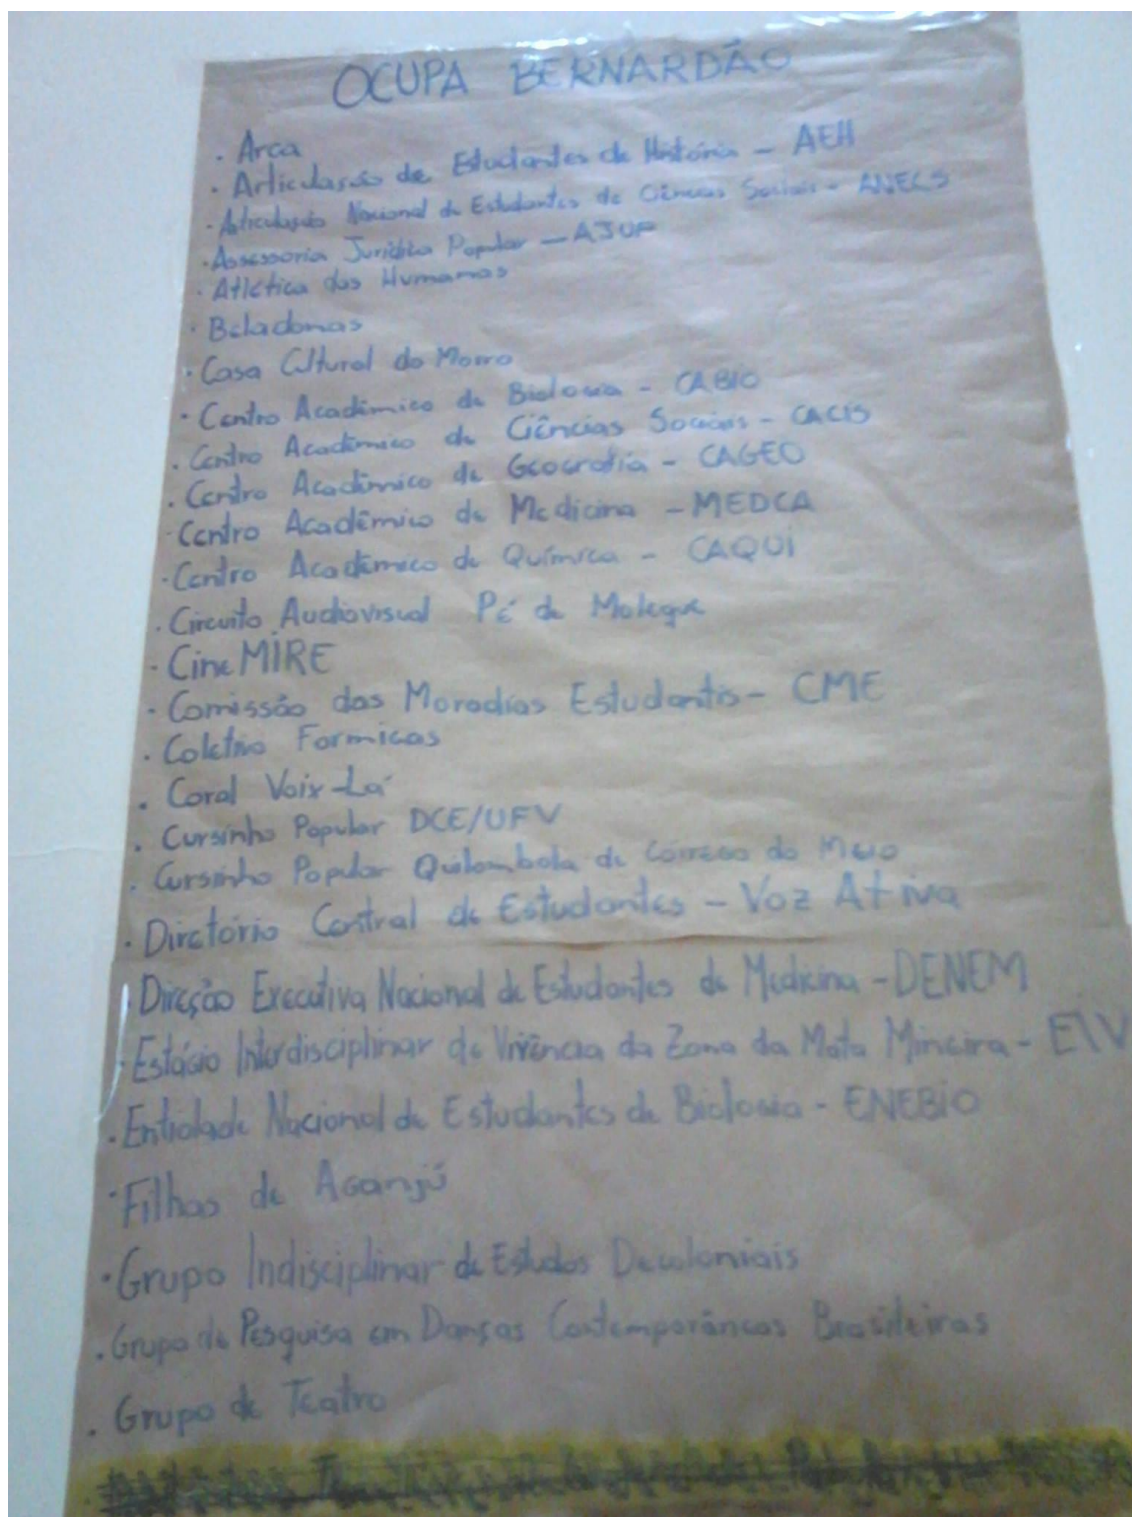 OCUPA BERNARDÃO
· Arca
· Articulação de Estudantes de História - AEH
· Articulação Nacional de Estudantes de Ciências Sociais - ANECS
· Assessoria Jurídica Popular - AJUP
· Atlética das Humanas
· Beladonas
· Casa Cultural do Morro
· Centro Acadêmico de Biologia - CABIO
· Centro Acadêmico de Ciências Sociais - CACIS
· Centro Acadêmico de Geografia - CAGEO
· Centro Acadêmico de Medicina - MEDCA
· Centro Acadêmico de Química - CAQUI
· Circuito Audiovisual Pé de Moleque
· CineMIRE
· Comissão das Moradias Estudantis - CME
· Coletivo Formigas
· Coral Voix-Lá
· Cursinho Popular DCE/UFV
· Cursinho Popular Quilombola de Córrego do Meio
· Diretório Central de Estudantes - Voz Ativa
· Direção Executiva Nacional de Estudantes de Medicina - DENEM
· Estágio Interdisciplinar de Vivência da Zona da Mata Mineira - EIV
· Entidade Nacional de Estudantes de Biologia - ENEBIO
· Filhas de Aganjú
· Grupo Indisciplinar de Estudos Decoloniais
· Grupo de Pesquisa em Danças Contemporâneas Brasileiras
· Grupo de Teatro